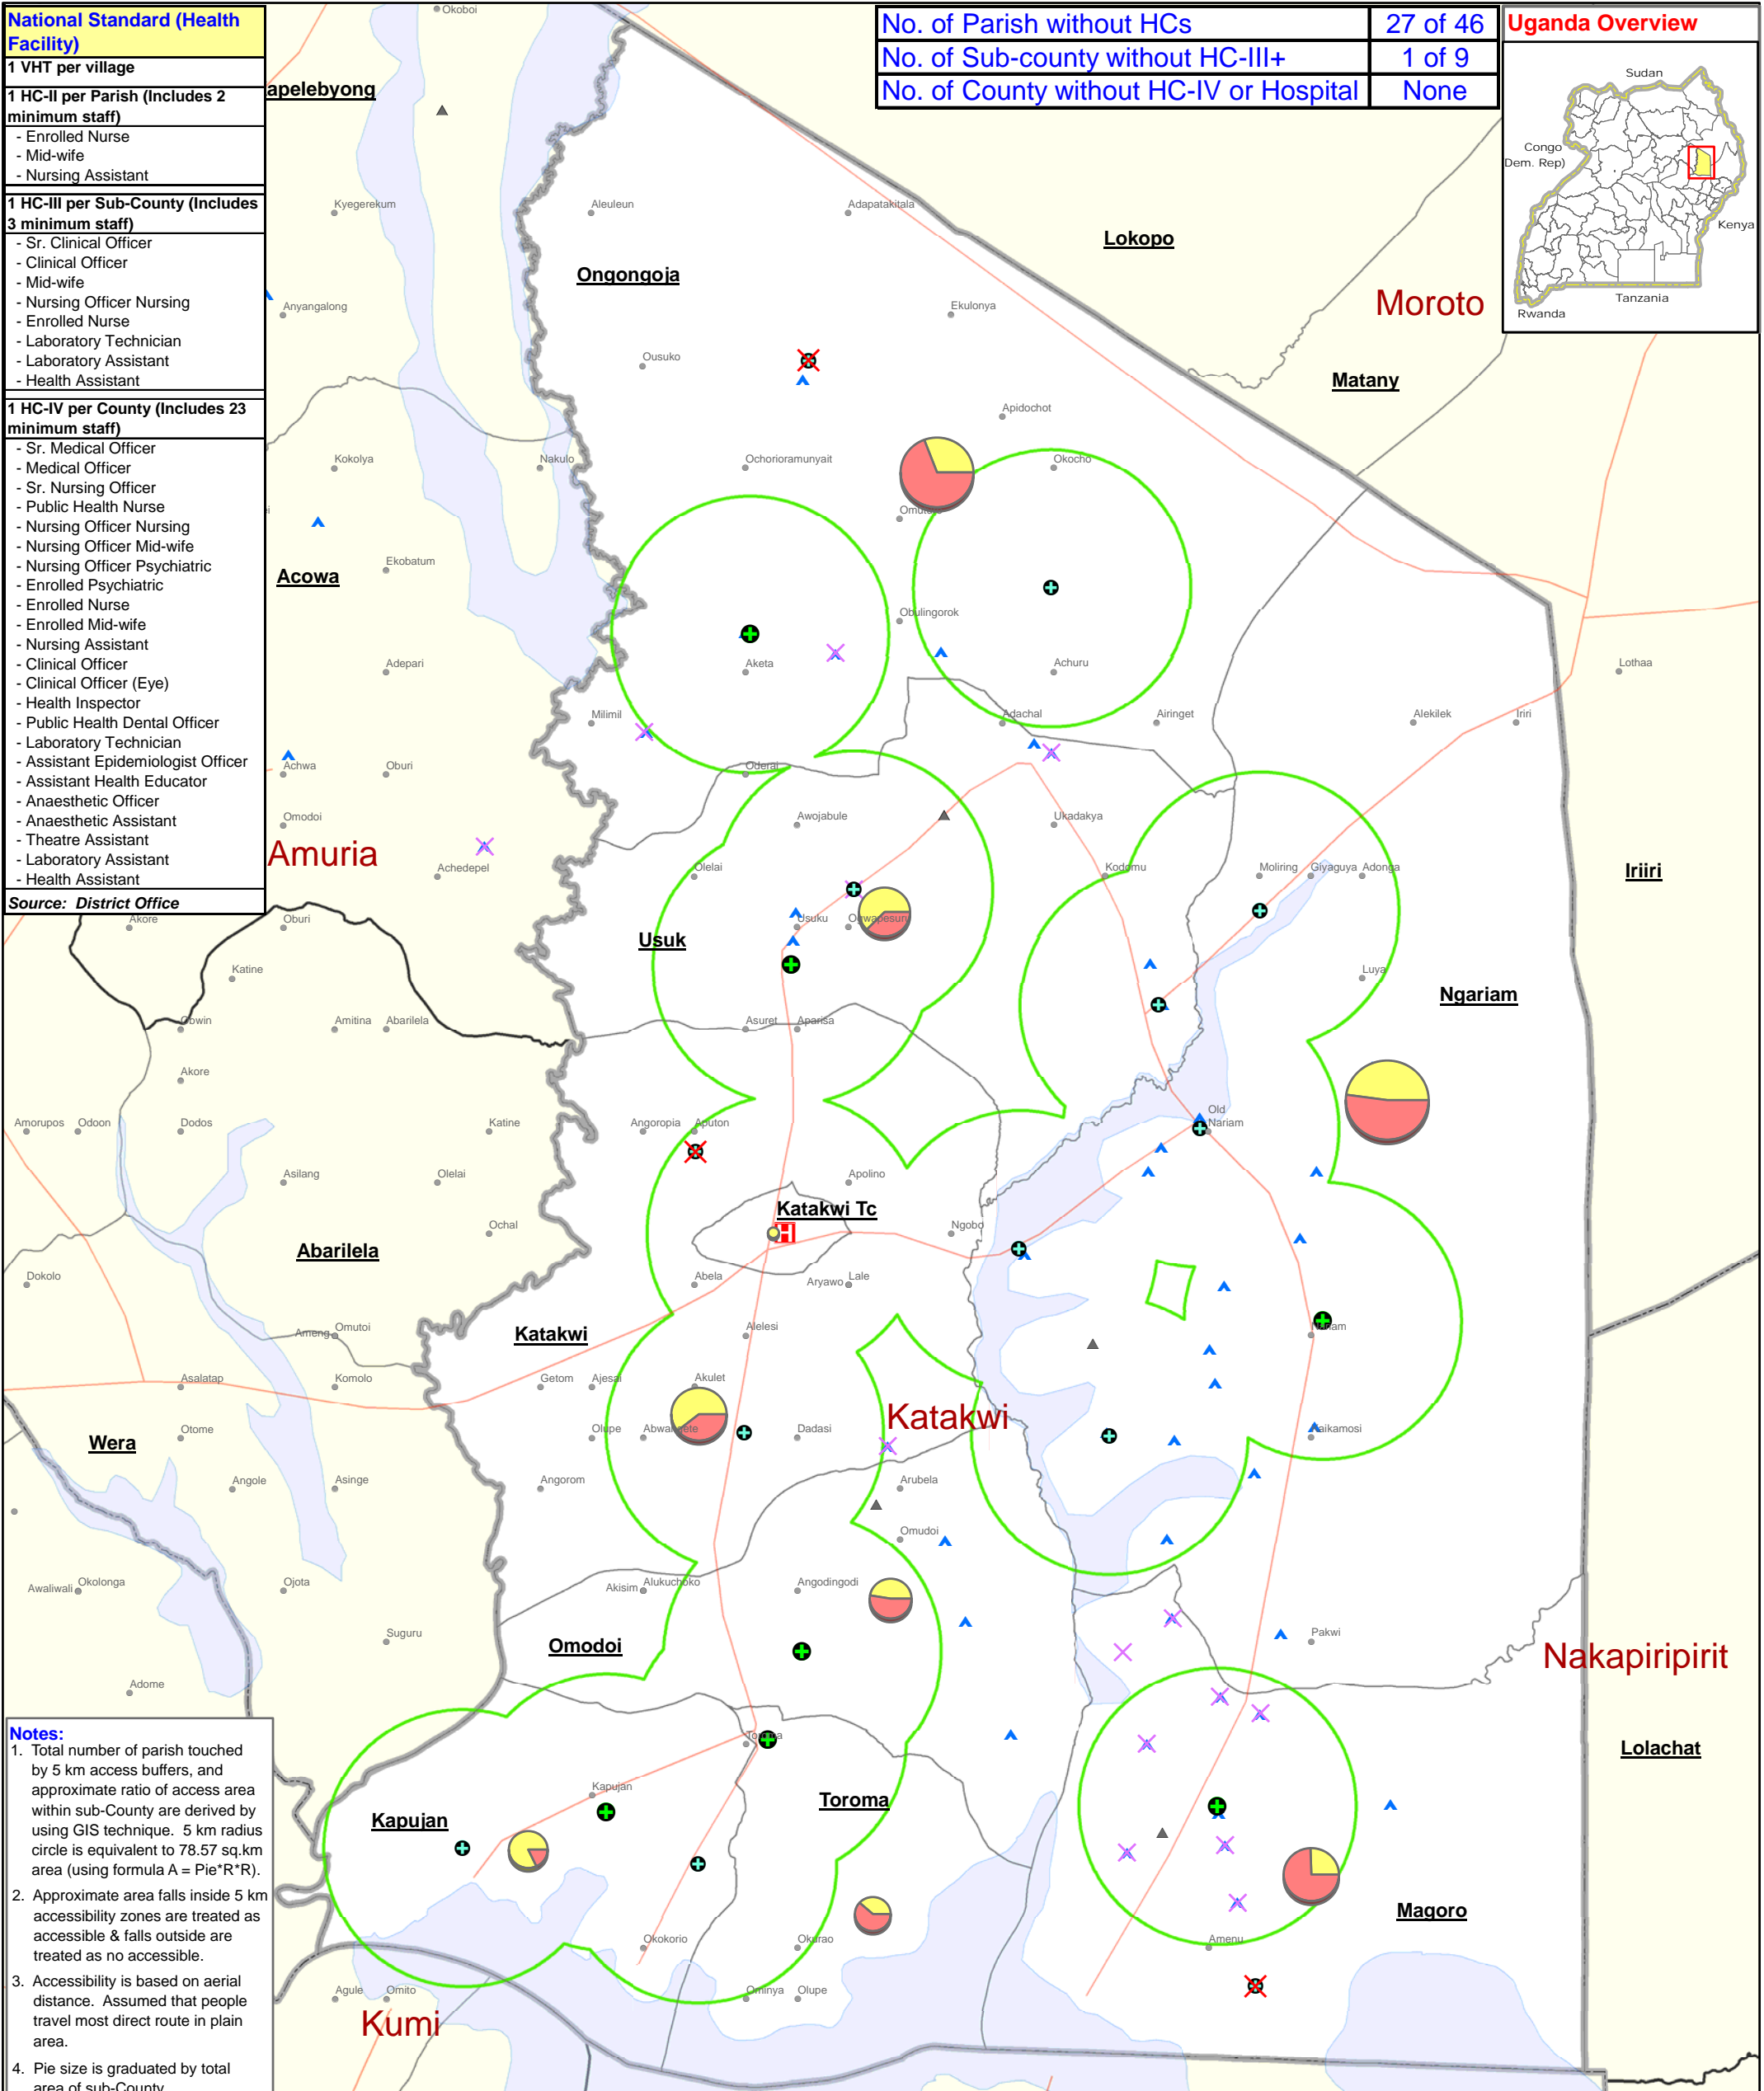 National Standard (Health
Facility)
1 VHT per village
1 HC-II per Parish (Includes 2
minimum staff)
- Enrolled Nurse
- Mid-wife
- Nursing Assistant
1 HC-III per Sub-County (Includes
3 minimum staff)
- Sr. Clinical Officer
- Clinical Officer
- Mid-wife
- Nursing Officer Nursing
- Enrolled Nurse
- Laboratory Technician
- Laboratory Assistant
- Health Assistant
1 HC-IV per County (Includes 23
minimum staff)
- Sr. Medical Officer
- Medical Officer
- Sr. Nursing Officer
- Public Health Nurse
- Nursing Officer Nursing
- Nursing Officer Mid-wife
- Nursing Officer Psychiatric
- Enrolled Psychiatric
- Enrolled Nurse
- Enrolled Mid-wife
- Nursing Assistant
- Clinical Officer
- Clinical Officer (Eye)
- Health Inspector
- Public Health Dental Officer
- Laboratory Technician
- Assistant Epidemiologist Officer
- Assistant Health Educator
- Anaesthetic Officer
- Anaesthetic Assistant
- Theatre Assistant
- Laboratory Assistant
- Health Assistant
Source: District Office
No. of Parish without HCs 27 of 46
No. of Sub-county without HC-III+ 1 of 9
No. of County without HC-IV or Hospital None
Uganda Overview
Sudan
Congo
Dem. Rep)
Kenya
Tanzania
Rwanda
Okoboi
apelebyong
Kyegerekum
Aleuleun
Adapatakitala
Lokopo
Ongongoja
Moroto
Anyangalong
Ekulonya
Ousuko
Matany
Apidochot
Kokolya
Nakulo
Ochorioramunyait
Okocho
Ekobatum
Acowa
Obulingorok
Adepari
Aketa
Achuru
Lothaa
Milimil
Adachal
Airinget
Alekilek
Iriri
Achwa
Oburi
Oderai
Omodoi
Awojabule
Ukadakya
Amuria
Achedepel
Olelai
Kodomu
Moliring
Giyaguya
Adonga
Iriiri
Akore
Oburi
Usuku
Usuk
Katine
Luya
Ngariam
Obwin
Amitina
Abarilela
Asuret
Aparisa
Akore
Amorupos
Odoon
Dodos
Katine
Angoropia
Aputon
Old
Nariam
Asilang
Olelai
Apolino
Katakwi Tc
Ochal
Ngobo
Abarilela
Dokolo
Abela
Aryawo
Lale
Ameng
Omutoi
Katakwi
Alelesi
Asalatap
Komolo
Getom
Ajesai
Akulet
Katakwi
Wera
Otome
Olupe
Dadasi
Angole
Asinge
Angorom
Arubela
Omudoi
Awaliwali
Okolonga
Ojota
Akisim
Alukuchoko
Angodingodi
Suguru
Omodoi
Pakwi
Nakapiripirit
Adome
Kapujan
Kapujan
Toroma
Lolachat
Magoro
Okokorio
Okurao
Amenu
Agule
Omito
Ominya
Olupe
Kumi
Notes:
1. Total number of parish touched
by 5 km access buffers, and
approximate ratio of access area
within sub-County are derived by
using GIS technique. 5 km radius
circle is equivalent to 78.57 sq.km
area (using formula A = Pie*R*R).
2. Approximate area falls inside 5 km
accessibility zones are treated as
accessible & falls outside are
treated as no accessible.
3. Accessibility is based on aerial
distance. Assumed that people
travel most direct route in plain
area.
4. Pie size is graduated by total
area of sub-County